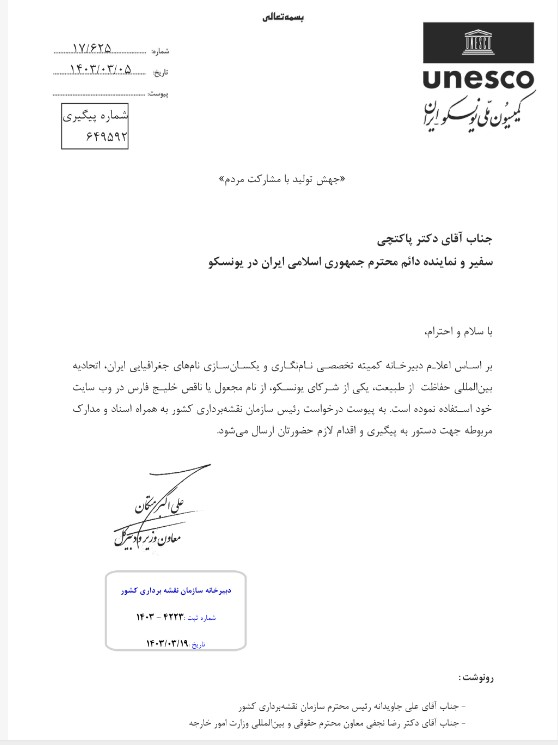 بسمه‌تعالی
UNESCO
unesco
کمیسیون ملّی یونسکو ایران
شماره: ۱۷/۶۲۵
تاریخ: ۱۴۰۳/۰۳/۰۵
پیوست:
شماره پیگیری
۶۴۹۵۹۲
«جهش تولید با مشارکت مردم»
جناب آقای دکتر پاکتچی
سفیر و نماینده دائم محترم جمهوری اسلامی ایران در یونسکو
با سلام و احترام،
بر اساس اعلام دبیرخانه کمیته تخصصی نام‌نگاری و یکسان‌سازی نام‌های جغرافیایی ایران، اتحادیه
بین‌المللی حفاظت از طبیعت، یکی از شرکای یونسکو، از نام مجعول یا ناقص خلیج فارس در وب سایت
خود استفاده نموده است. به پیوست درخواست رئیس سازمان نقشه‌برداری کشور به همراه اسناد و مدارک
مربوطه جهت دستور به پیگیری و اقدام لازم حضورتان ارسال می‌شود.
علی اکبر متکان
معاون وزیر و دبیرکل
دبیرخانه سازمان نقشه برداری کشور
شماره ثبت :۴۲۲۳ - ۱۴۰۳
تاریخ :۱۴۰۳/۰۳/۱۹
رونوشت:
- جناب آقای علی جاویدانه رئیس محترم سازمان نقشه‌برداری کشور
- جناب آقای دکتر رضا نجفی معاون محترم حقوقی و بین‌المللی وزارت امور خارجه